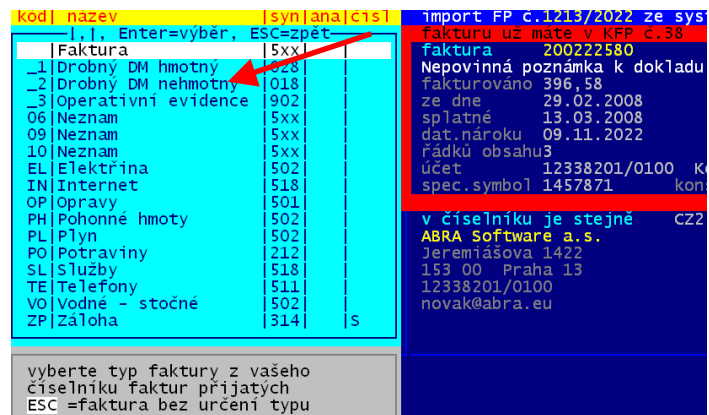 kód| název |syn|ana|čísl
|,|, Enter=výběr, ESC=zpět
|Faktura |5xx| |
_1|Drobný DM hmotný |028| |
_2|Drobný DM nehmotný |018| |
_3|Operativní evidence |902| |
06|Neznam |5xx| |
09|Neznam |5xx| |
10|Neznam |5xx| |
EL|Elektřina |502| |
IN|Internet |518| |
OP|Opravy |501| |
PH|Pohonné hmoty |502| |
PL|Plyn |502| |
PO|Potraviny |212| |
SL|Služby |518| |
TE|Telefony |511| |
VO|Vodné - stočné |502| |
ZP|Záloha |314| |S
vyberte typ faktury z vašeho
číselníku faktur přijatých
ESC =faktura bez určení typu
import FP č.1213/2022 ze sys
fakturu už máte v KFP č.38
faktura 200222580
Nepovinná poznámka k dokladu
fakturováno 396,58
ze dne 29.02.2008
splatné 13.03.2008
dat.nároku 09.11.2022
řádků obsahu3
účet 12338201/0100 K
spec.symbol 1457871 kon
v číselníku je stejně CZ2
ABRA Software a.s.
Jeremiášova 1422
153 00 Praha 13
12338201/0100
novak@abra.eu